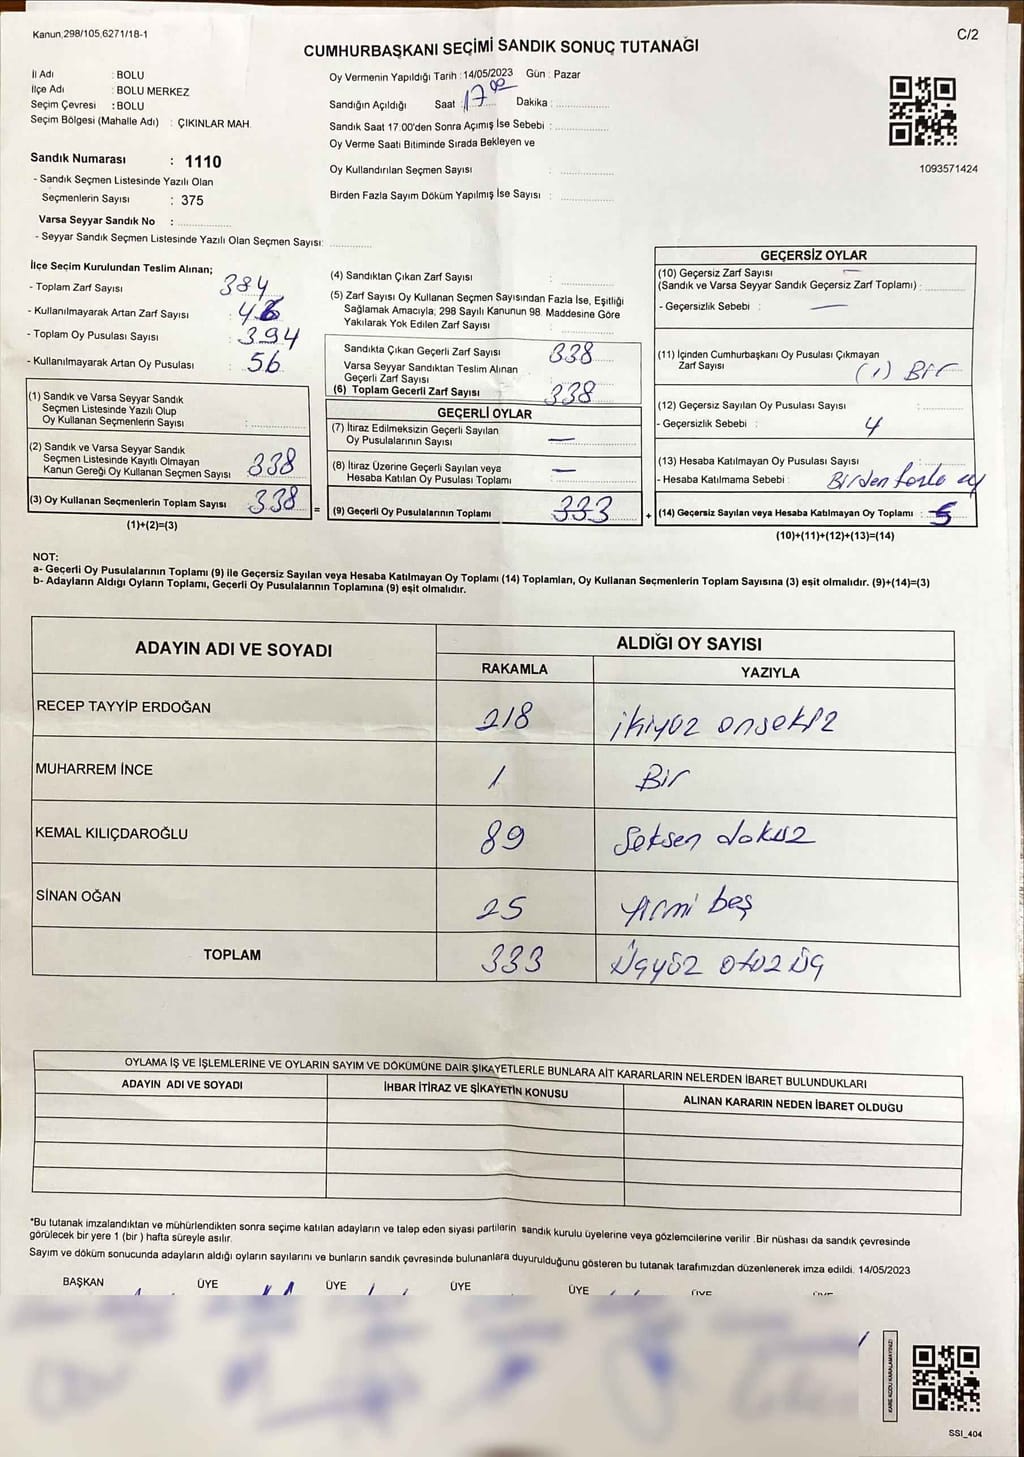 Kanun,298/105,6271/18-1
C/2
CUMHURBAŞKANI SEÇİMİ SANDIK SONUÇ TUTANAĞI
İl Adı : BOLU
İlçe Adı : BOLU MERKEZ
Seçim Çevresi : BOLU
Seçim Bölgesi (Mahalle Adı) : ÇIKINLAR MAH.
Sandık Numarası : 1110
- Sandık Seçmen Listesinde Yazılı Olan
Seçmenlerin Sayısı : 375
Varsa Seyyar Sandık No :
- Seyyar Sandık Seçmen Listesinde Yazılı Olan Seçmen Sayısı:
Oy Vermenin Yapıldığı Tarih : 14/05/2023 Gün : Pazar
Sandığın Açıldığı Saat : 17 00 Dakika :
Sandık Saat 17:00'den Sonra Açımış İse Sebebi :
Oy Verme Saati Bitiminde Sırada Bekleyen ve
Oy Kullandırılan Seçmen Sayısı :
Birden Fazla Sayım Döküm Yapılmış İse Sayısı :
1093571424
İlçe Seçim Kurulundan Teslim Alınan;
- Toplam Zarf Sayısı : 384
- Kullanılmayarak Artan Zarf Sayısı : 46
- Toplam Oy Pusulası Sayısı : 394
- Kullanılmayarak Artan Oy Pusulası : 56
(1) Sandık ve Varsa Seyyar Sandık
Seçmen Listesinde Yazılı Olup
Oy Kullanan Seçmenlerin Sayısı :
(2) Sandık ve Varsa Seyyar Sandık
Seçmen Listesinde Kayıtlı Olmayan
Kanun Gereği Oy Kullanan Seçmen Sayısı : 338
(3) Oy Kullanan Seçmenlerin Toplam Sayısı : 338
(1)+(2)=(3)
(4) Sandıktan Çıkan Zarf Sayısı :
(5) Zarf Sayısı Oy Kullanan Seçmen Sayısından Fazla İse, Eşitliği
Sağlamak Amacıyla; 298 Sayılı Kanunun 98. Maddesine Göre
Yakılarak Yok Edilen Zarf Sayısı :
Sandıkta Çıkan Geçerli Zarf Sayısı 338
Varsa Seyyar Sandıktan Teslim Alınan
Geçerli Zarf Sayısı :
(6) Toplam Gecerli Zarf Sayısı : 338
GEÇERLİ OYLAR
(7) İtiraz Edilmeksizin Geçerli Sayılan
Oy Pusulalarının Sayısı : —
(8) İtiraz Üzerine Geçerli Sayılan veya
Hesaba Katılan Oy Pusulası Toplamı : —
= (9) Geçerli Oy Pusulalarının Toplamı : 333 +
GEÇERSİZ OYLAR
(10) Geçersiz Zarf Sayısı —
(Sandık ve Varsa Seyyar Sandık Geçersiz Zarf Toplamı) :
- Geçersizlik Sebebi : —
(11) İçinden Cumhurbaşkanı Oy Pusulası Çıkmayan
Zarf Sayısı : (1) Bir
(12) Geçersiz Sayılan Oy Pusulası Sayısı :
- Geçersizlik Sebebi : 4
(13) Hesaba Katılmayan Oy Pusulası Sayısı :
- Hesaba Katılmama Sebebi : Birden fazla oy
(14) Geçersiz Sayılan veya Hesaba Katılmayan Oy Toplamı : 5
(10)+(11)+(12)+(13)=(14)
NOT:
a- Geçerli Oy Pusulalarının Toplamı (9) ile Geçersiz Sayılan veya Hesaba Katılmayan Oy Toplamı (14) Toplamları, Oy Kullanan Seçmenlerin Toplam Sayısına (3) eşit olmalıdır. (9)+(14)=(3)
b- Adayların Aldığı Oyların Toplamı, Geçerli Oy Pusulalarının Toplamına (9) eşit olmalıdır.
ADAYIN ADI VE SOYADI
ALDIĞI OY SAYISI
RAKAMLA YAZIYLA
RECEP TAYYİP ERDOĞAN 218 ikiyüz onsekiz
MUHARREM İNCE 1 Bir
KEMAL KILIÇDAROĞLU 89 Seksen dokuz
SİNAN OĞAN 25 Yirmi beş
TOPLAM 333 Üçyüz otuz üç
OYLAMA İŞ VE İŞLEMLERİNE VE OYLARIN SAYIM VE DÖKÜMÜNE DAİR ŞİKAYETLERLE BUNLARA AİT KARARLARIN NELERDEN İBARET BULUNDUKLARI
ADAYIN ADI VE SOYADI İHBAR İTİRAZ VE ŞİKAYETİN KONUSU ALINAN KARARIN NEDEN İBARET OLDUĞU
*Bu tutanak imzalandıktan ve mühürlendikten sonra seçime katılan adayların ve talep eden siyasi partilerin sandık kurulu üyelerine veya gözlemcilerine verilir .Bir nüshası da sandık çevresinde
görülecek bir yere 1 (bir ) hafta süreyle asılır.
Sayım ve döküm sonucunda adayların aldığı oyların sayılarını ve bunların sandık çevresinde bulunanlara duyurulduğunu gösteren bu tutanak tarafımızdan düzenlenerek imza edildi. 14/05/2023
BAŞKAN ÜYE ÜYE ÜYE ÜYE ÜYE ÜYE
KARE KODU KARALAMAYINIZ!
SSI_404